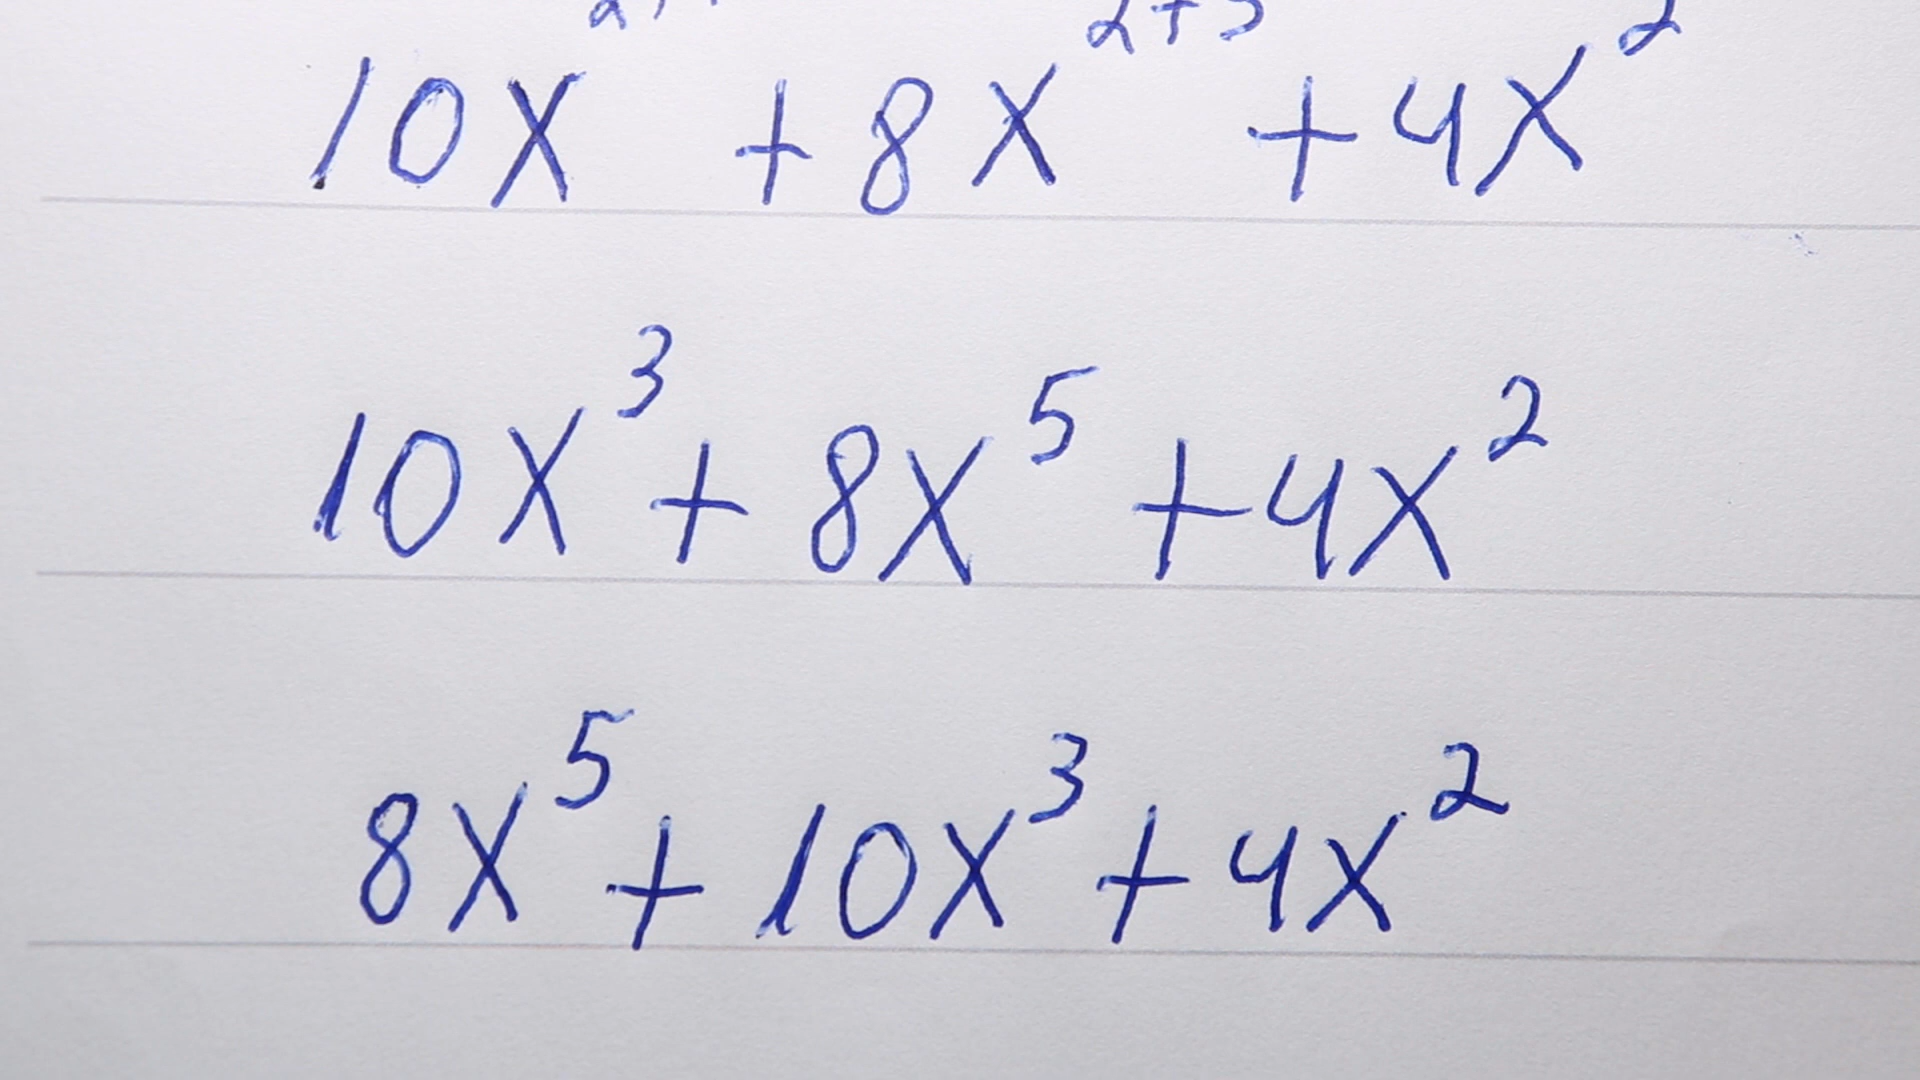 10x + 8x + 4x²
10x³ + 8x⁵ + 4x²
8x⁵ + 10x³ + 4x²